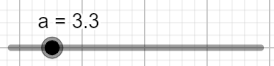 a = 3.3